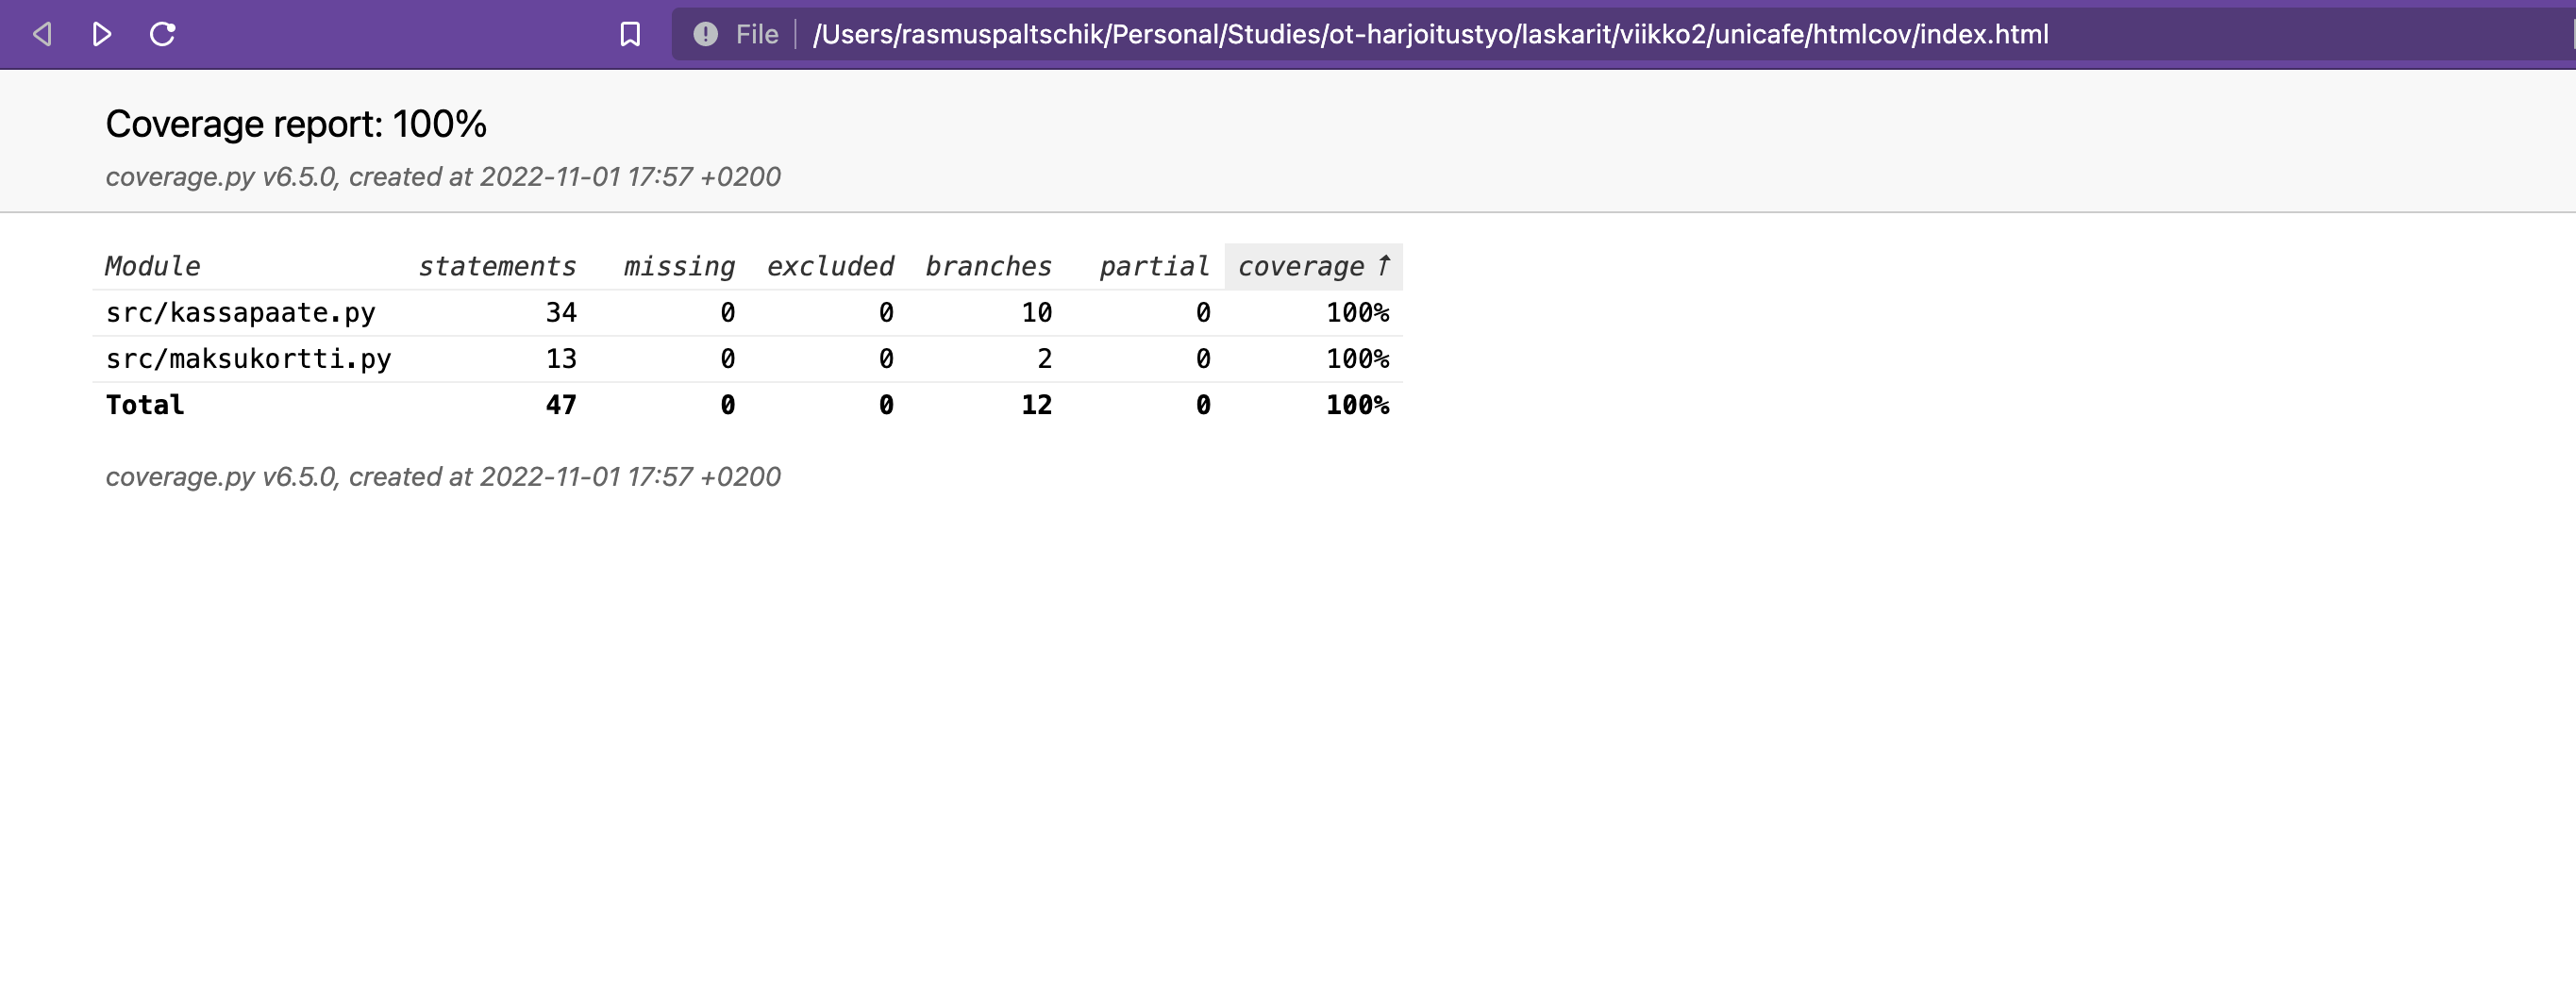 File /Users/rasmuspaltschik/Personal/Studies/ot-harjoitustyo/laskarit/viikko2/unicafe/htmlcov/index.html
Coverage report: 100%
coverage.py v6.5.0, created at 2022-11-01 17:57 +0200
Module statements missing excluded branches partial coverage ↑
src/kassapaate.py 34 0 0 10 0 100%
src/maksukortti.py 13 0 0 2 0 100%
Total 47 0 0 12 0 100%
coverage.py v6.5.0, created at 2022-11-01 17:57 +0200